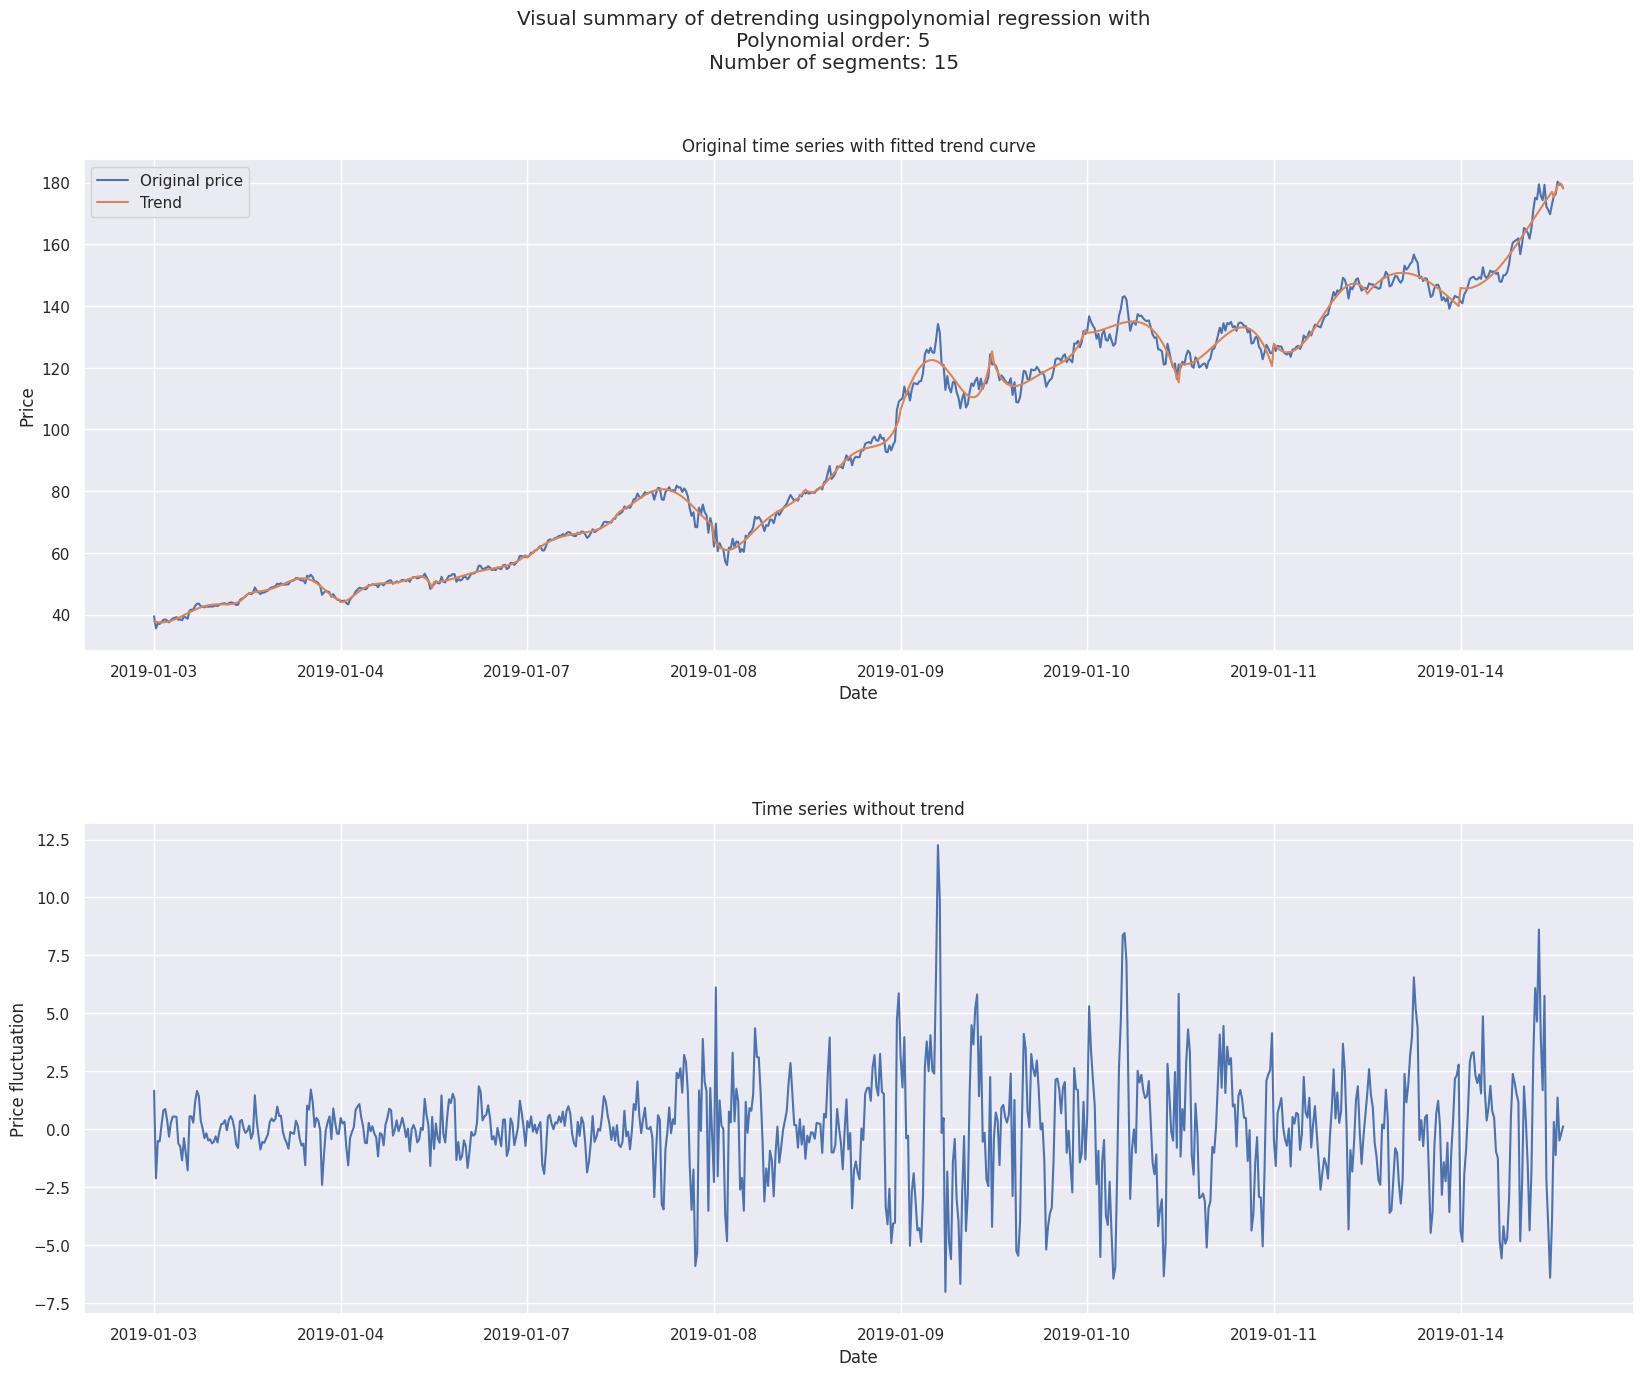 Visual summary of detrending usingpolynomial regression with
Polynomial order: 5
Number of segments: 15
Original time series with fitted trend curve
Original price
Trend
180
160
140
120
100
80
60
40
Price
2019-01-03 2019-01-04 2019-01-07 2019-01-08 2019-01-09 2019-01-10 2019-01-11 2019-01-14
Date
Time series without trend
12.5
10.0
7.5
5.0
2.5
0.0
−2.5
−5.0
−7.5
Price fluctuation
2019-01-03 2019-01-04 2019-01-07 2019-01-08 2019-01-09 2019-01-10 2019-01-11 2019-01-14
Date